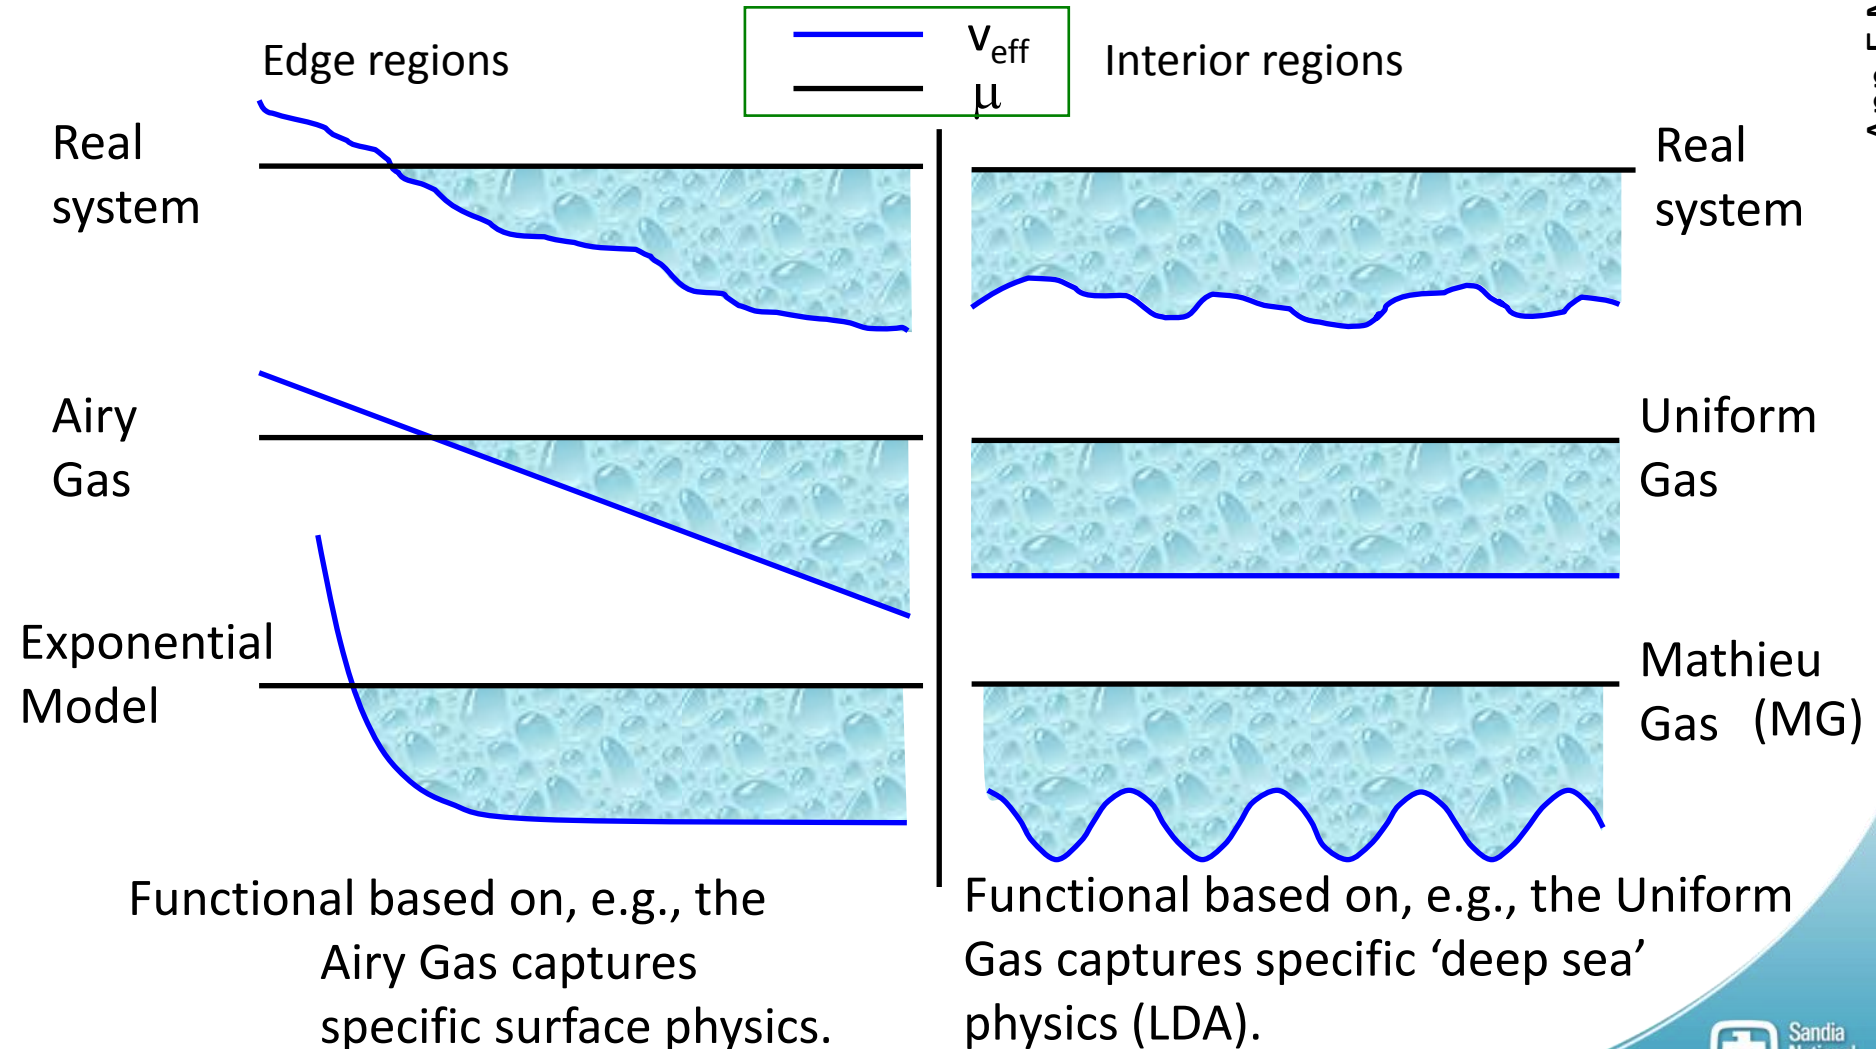 Edge regions
v_eff
μ
Interior regions
Real
system
Real
system
Airy
Gas
Uniform
Gas
Exponential
Model
Mathieu
Gas (MG)
Functional based on, e.g., the
Airy Gas captures
specific surface physics.
Functional based on, e.g., the Uniform
Gas captures specific ‘deep sea’
physics (LDA).
Sandia